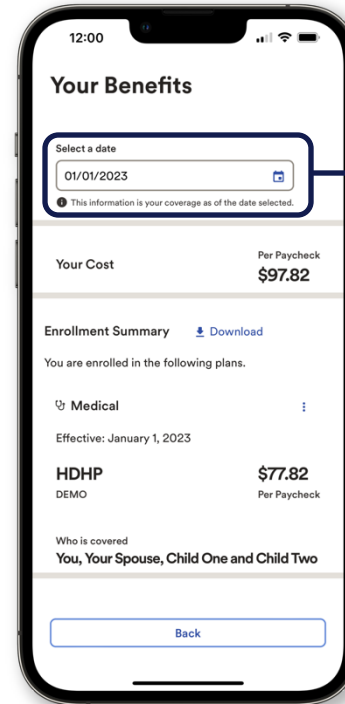 12:00
Your Benefits
Select a date
01/01/2023
This information is your coverage as of the date selected.
Your Cost
Per Paycheck
$97.82
Enrollment Summary Download
You are enrolled in the following plans.
Medical
Effective: January 1, 2023
HDHP $77.82
DEMO Per Paycheck
Who is covered
You, Your Spouse, Child One and Child Two
Back